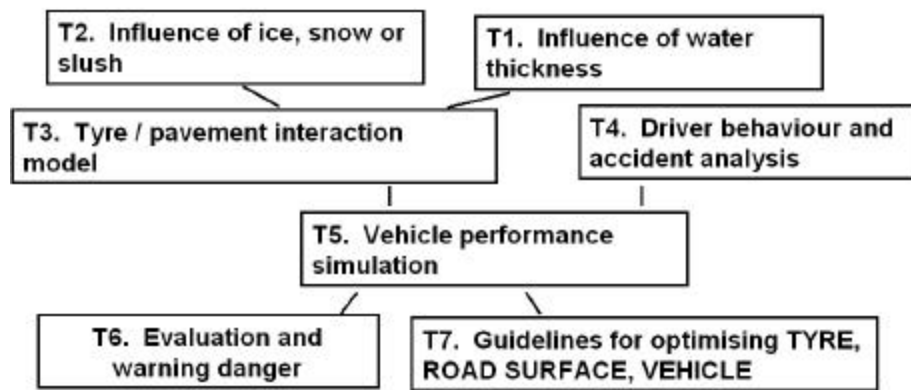 T2. Influence of ice, snow or
slush
T1. Influence of water
thickness
T3. Tyre / pavement interaction
model
T4. Driver behaviour and
accident analysis
T5. Vehicle performance
simulation
T6. Evaluation and
warning danger
T7. Guidelines for optimising TYRE,
ROAD SURFACE, VEHICLE